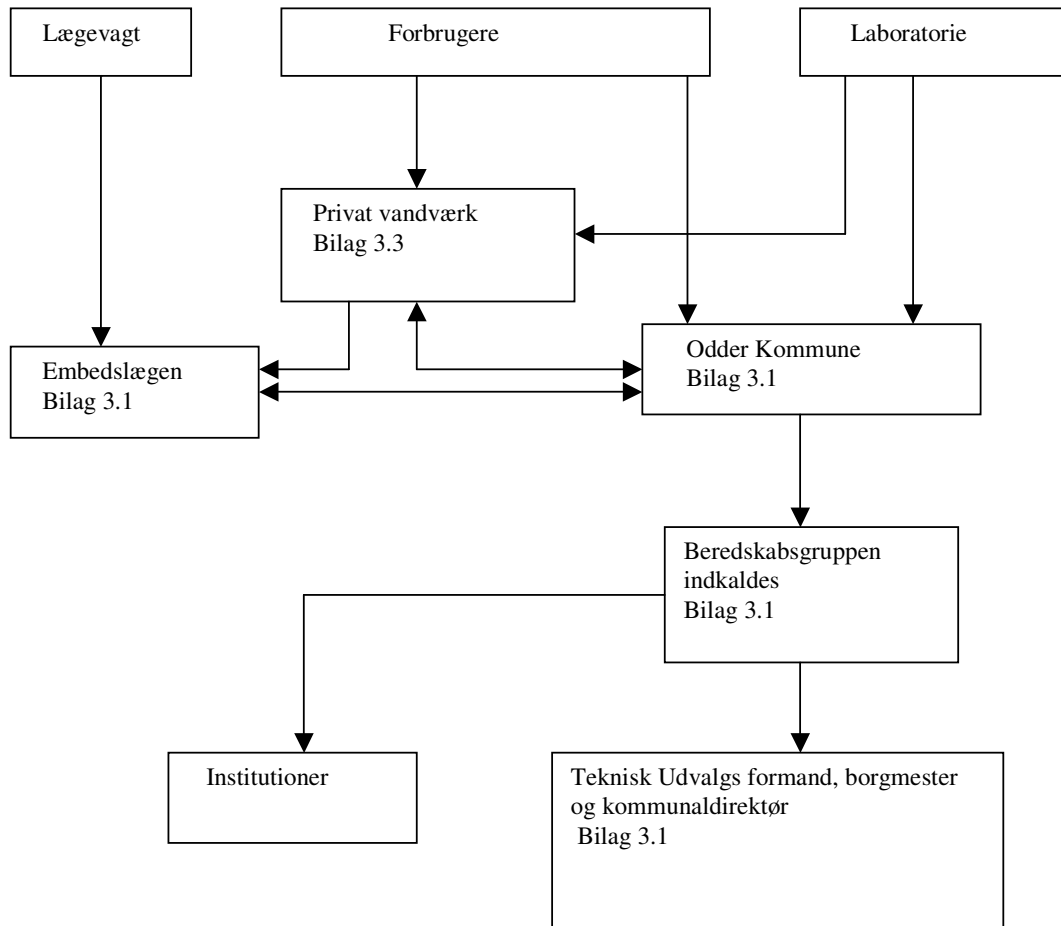 Lægevagt
Forbrugere
Laboratorie
Privat vandværk
Bilag 3.3
Embedslægen
Bilag 3.1
Odder Kommune
Bilag 3.1
Beredskabsgruppen
indkaldes
Bilag 3.1
Institutioner
Teknisk Udvalgs formand, borgmester
og kommunaldirektør
Bilag 3.1